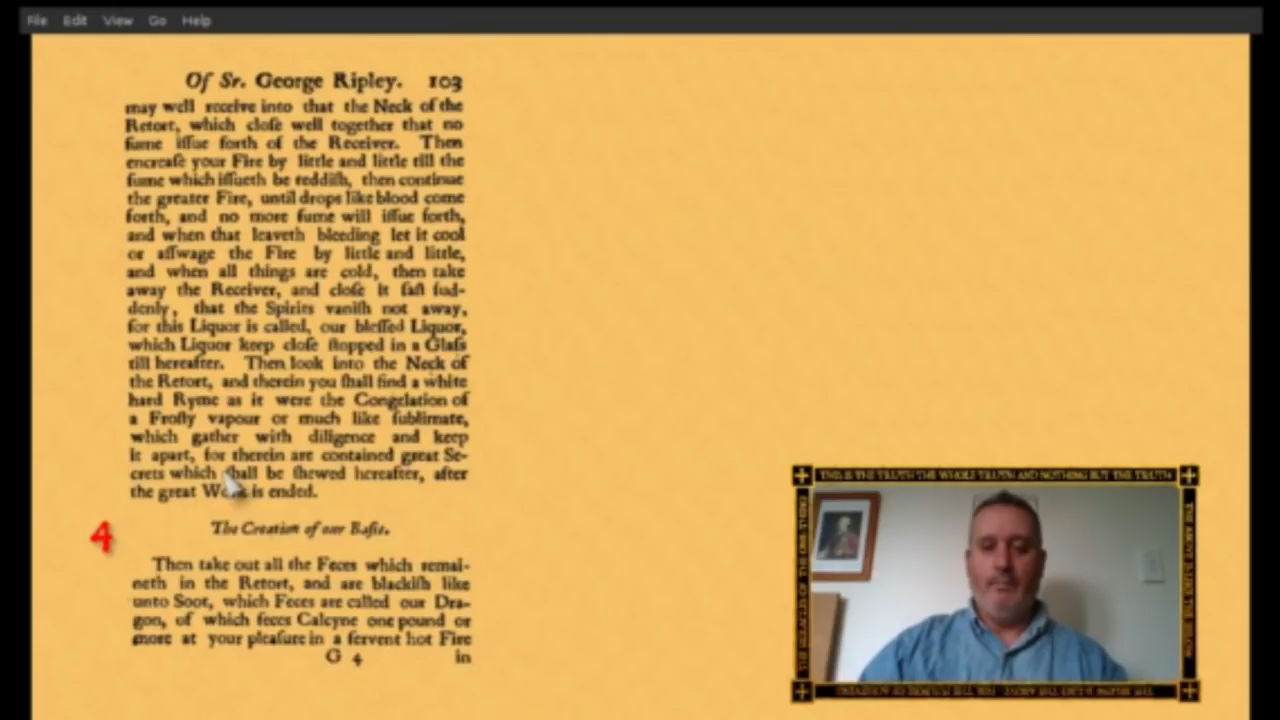 File Edit View Go Help
Of Sr. George Ripley. 103
may well receive into that the Neck of the
Retort, which close well together that no
fume issue forth of the Receiver. Then
encrease your Fire by little and little till the
fume which issueth be reddish, then continue
the greater Fire, until drops like blood come
forth, and no more fume will issue forth,
and when that leaveth bleeding let it cool
or asswage the Fire by little and little,
and when all things are cold, then take
away the Receiver, and close it fast sud-
denly, that the Spirits vanish not away,
for this Liquor is called, our blessed Liquor,
which Liquor keep close stopped in a Glass
till hereafter. Then look into the Neck of
the Retort, and therein you shall find a white
hard Ryme as it were the Congelation of
a Frosty vapour or much like sublimate,
which gather with diligence and keep
it apart, for therein are contained great Se-
crets which shall be shewed hereafter, after
the great Work is ended.
4
The Creation of our Basis.
Then take out all the Feces which remai-
neth in the Retort, and are blackish like
unto Soot, which Feces are called our Dra-
gon, of which feces Calcyne one pound or
more at your pleasure in a fervent hot Fire
G 4 in
THIS IS THE TRUTH THE WHOLE TRUTH AND NOTHING BUT THE TRUTH